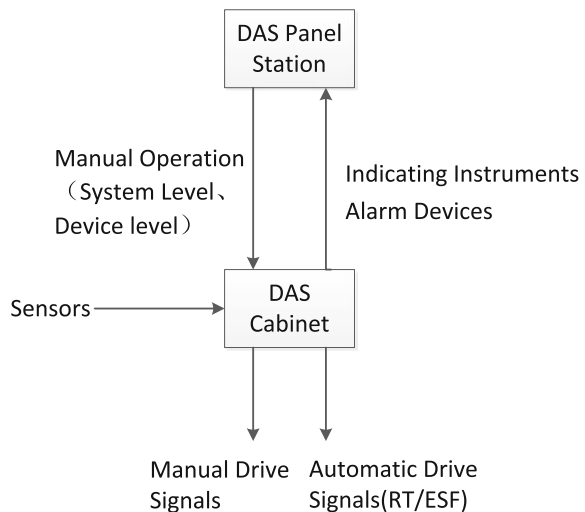 DAS Panel
Station
Manual Operation
（System Level、
Device level）
Indicating Instruments
Alarm Devices
Sensors
DAS
Cabinet
Manual Drive
Signals
Automatic Drive
Signals(RT/ESF)